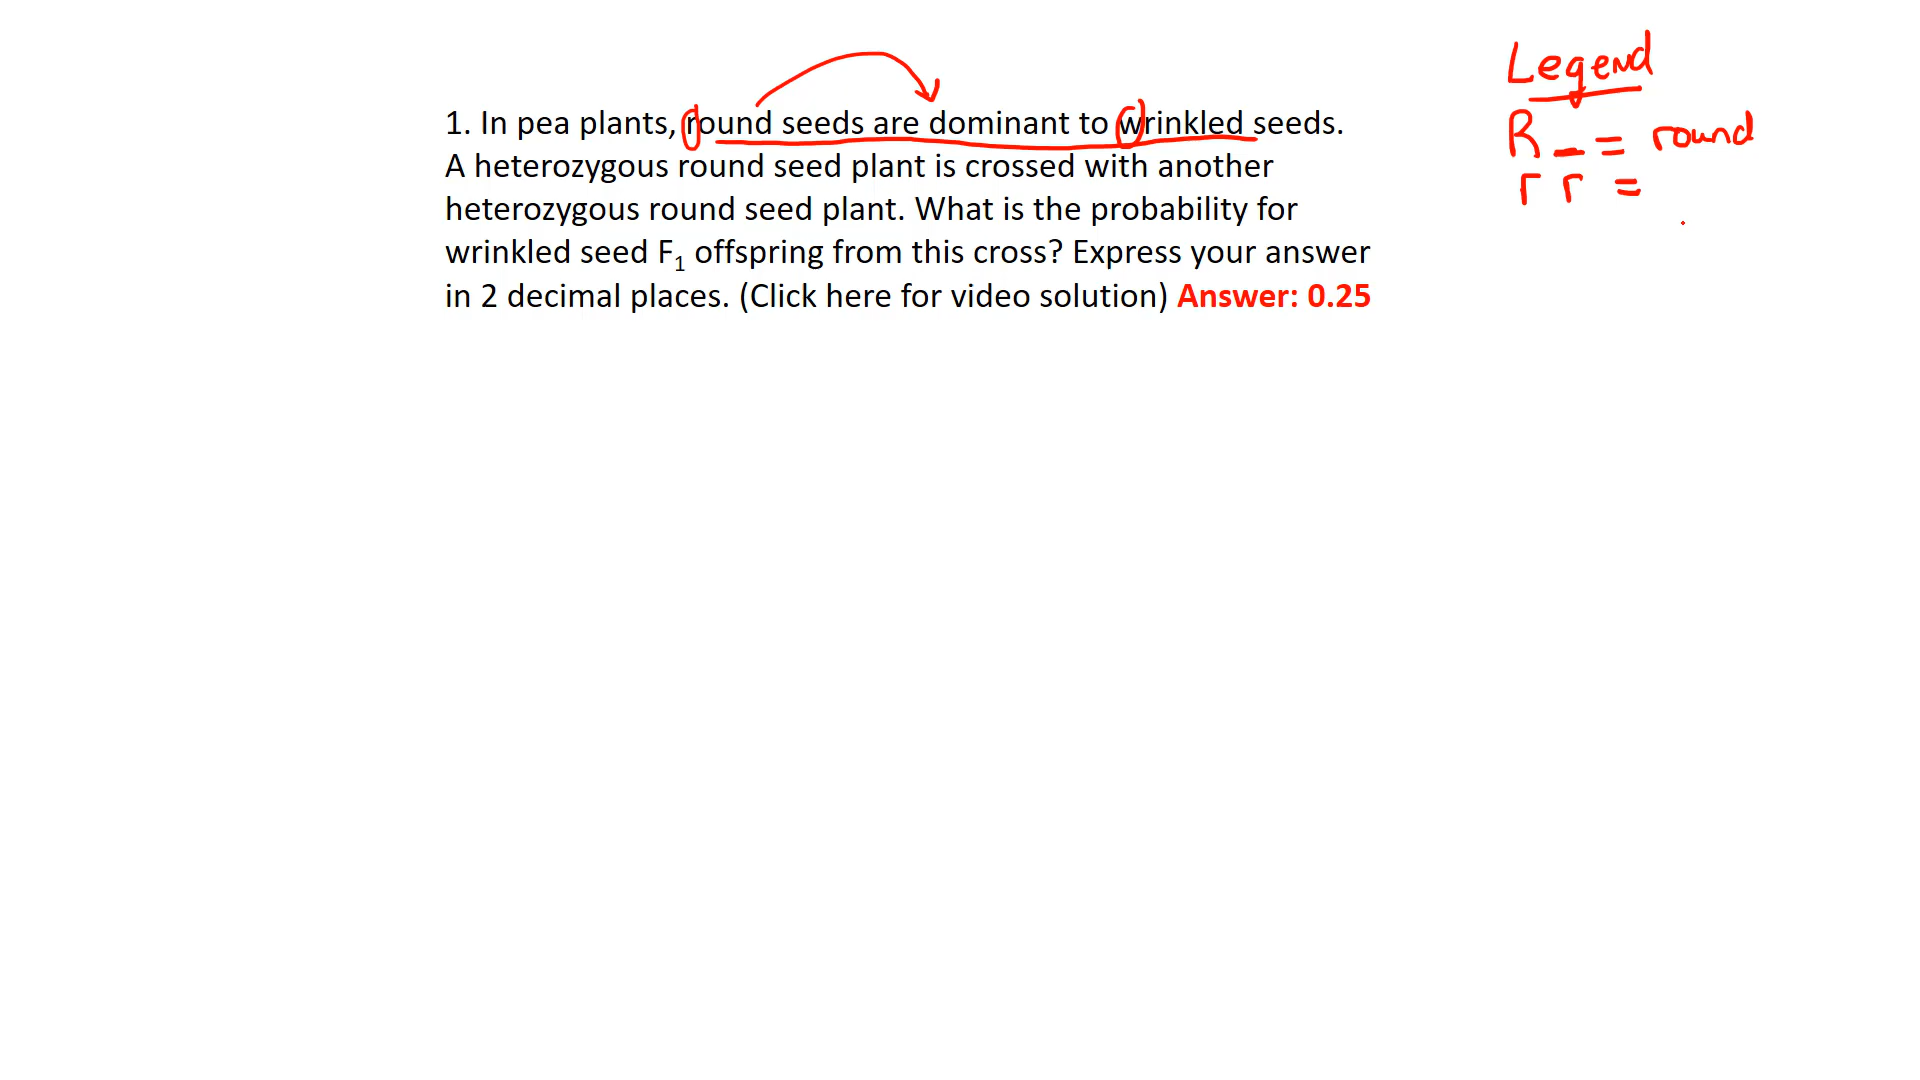 1. In pea plants, round seeds are dominant to wrinkled seeds.
A heterozygous round seed plant is crossed with another
heterozygous round seed plant. What is the probability for
wrinkled seed F₁ offspring from this cross? Express your answer
in 2 decimal places. (Click here for video solution) Answer: 0.25
Legend
R _ = round
r r =